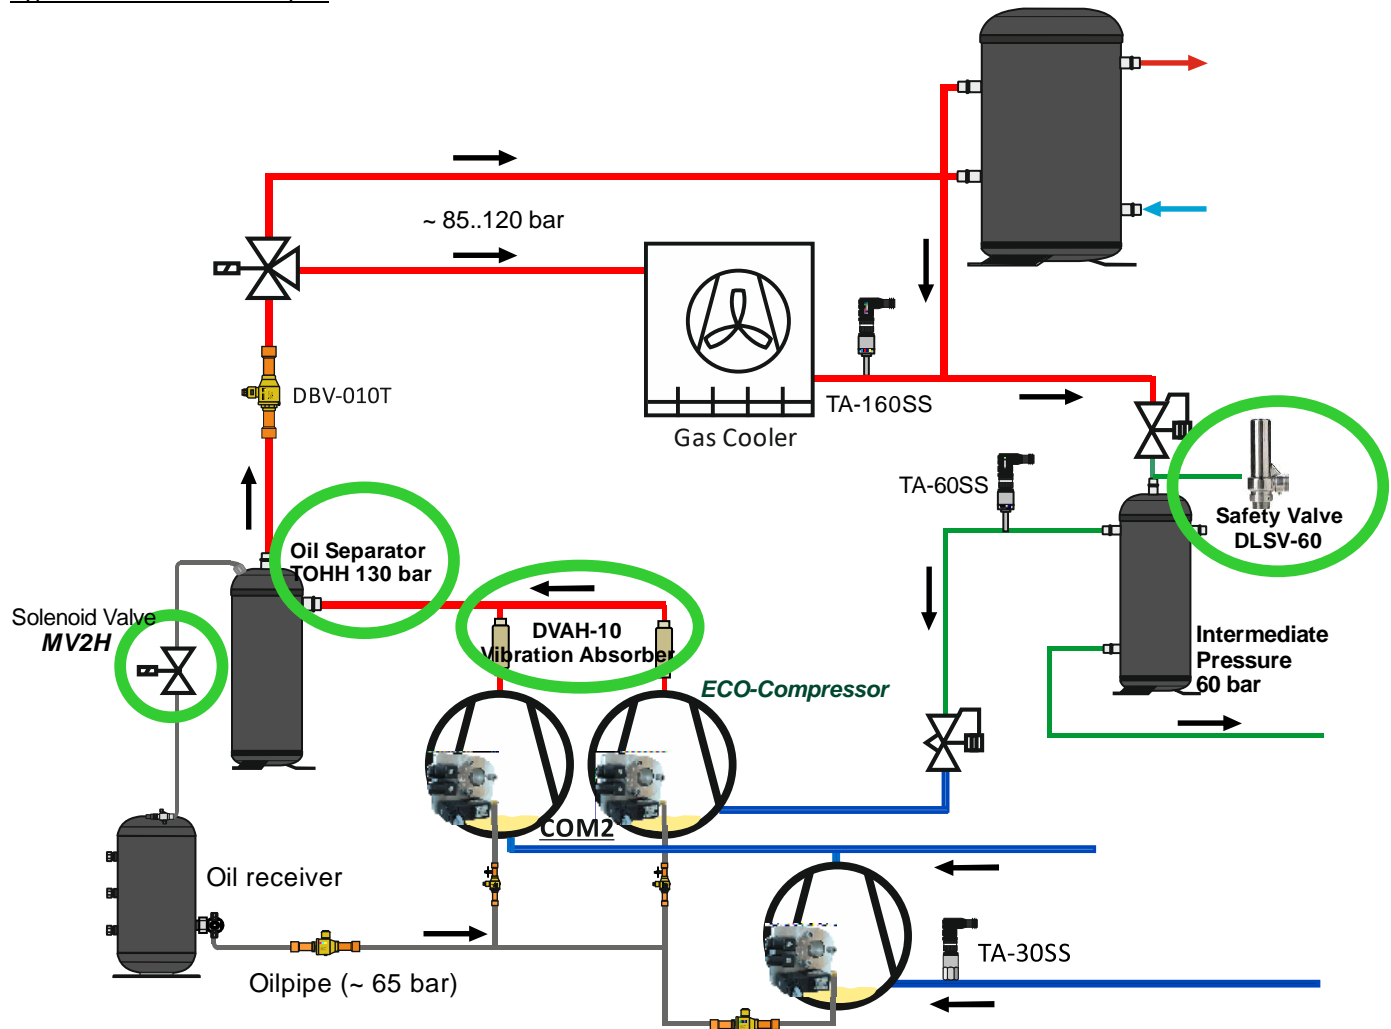 ~ 85..120 bar
DBV-010T
TA-160SS
Gas Cooler
TA-60SS
Safety Valve
DLSV-60
Oil Separator
TOHH 130 bar
Solenoid Valve
MV2H
DVAH-10
Vibration Absorber
Intermediate
Pressure
60 bar
ECO-Compressor
COM2
Oil receiver
TA-30SS
Oilpipe (~ 65 bar)